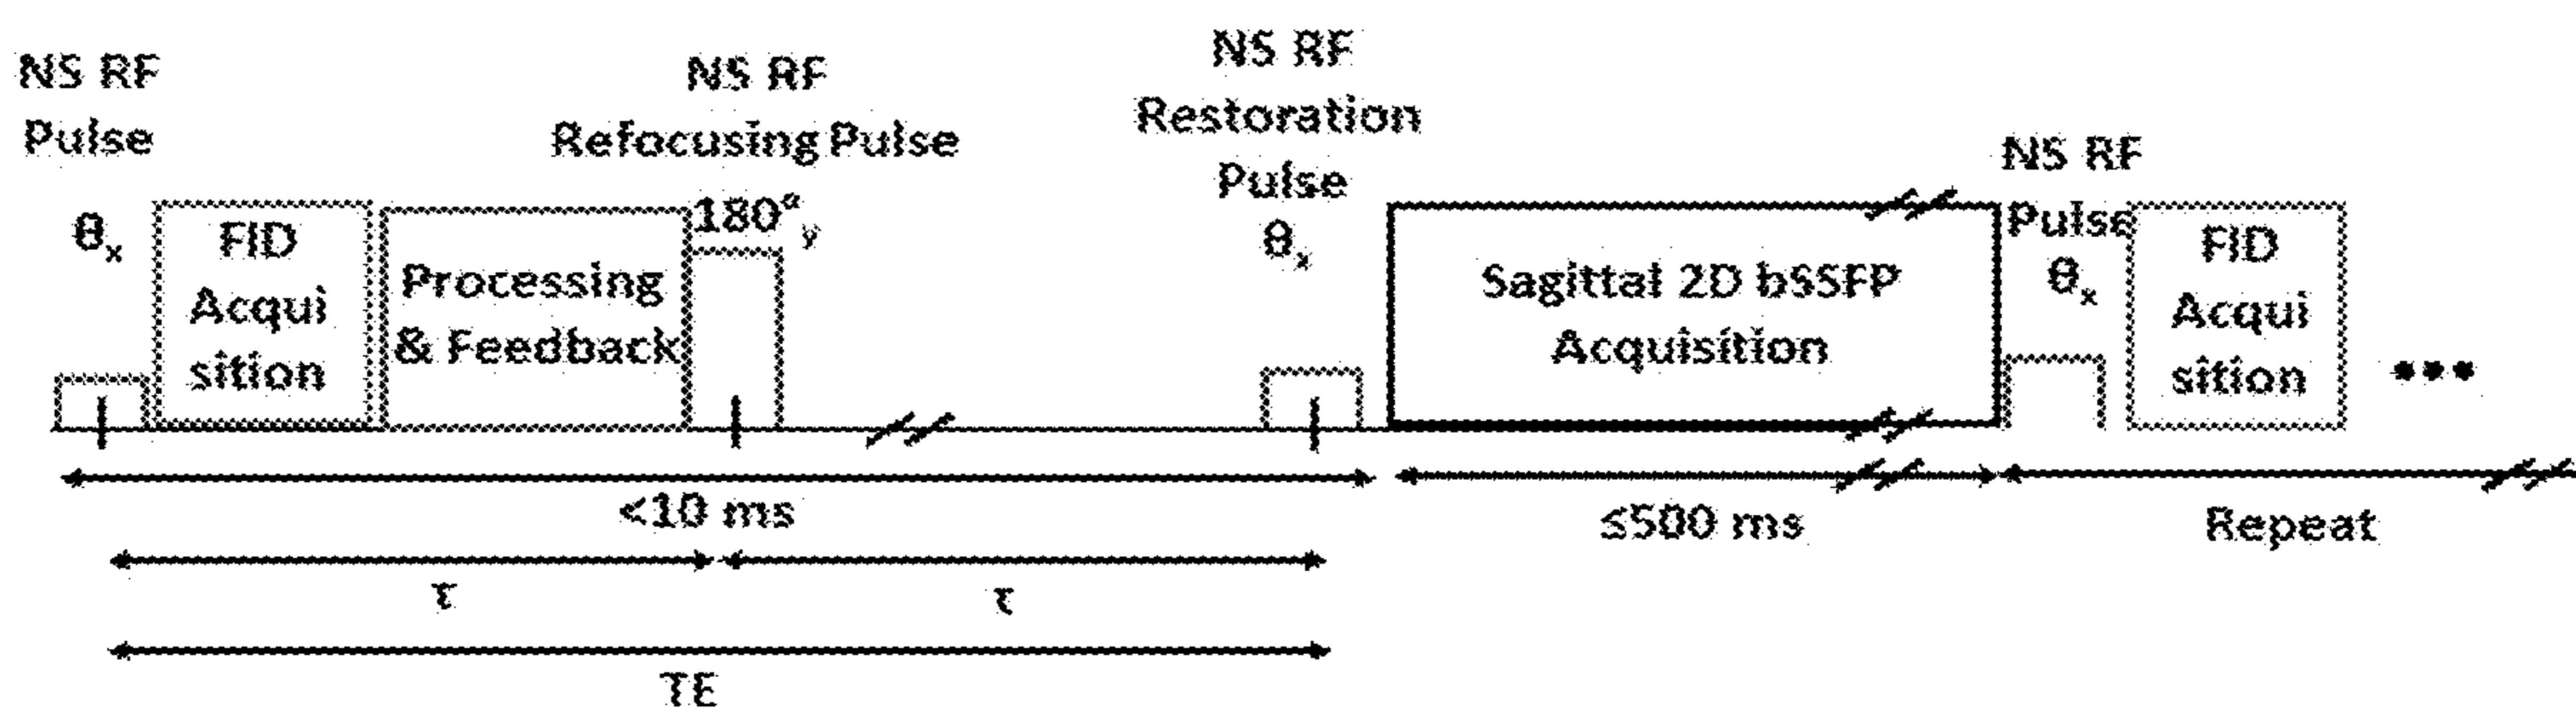 NS RF
Pulse
θx
FID
Acqui
sition
Processing
& Feedback
NS RF
Refocusing Pulse
180°y
NS RF
Restoration
Pulse
θx
Sagittal 2D bSSFP
Acquisition
NS RF
Pulse
θx
FID
Acqui
sition
•••
<10 ms
≤500 ms
Repeat
τ
τ
TE